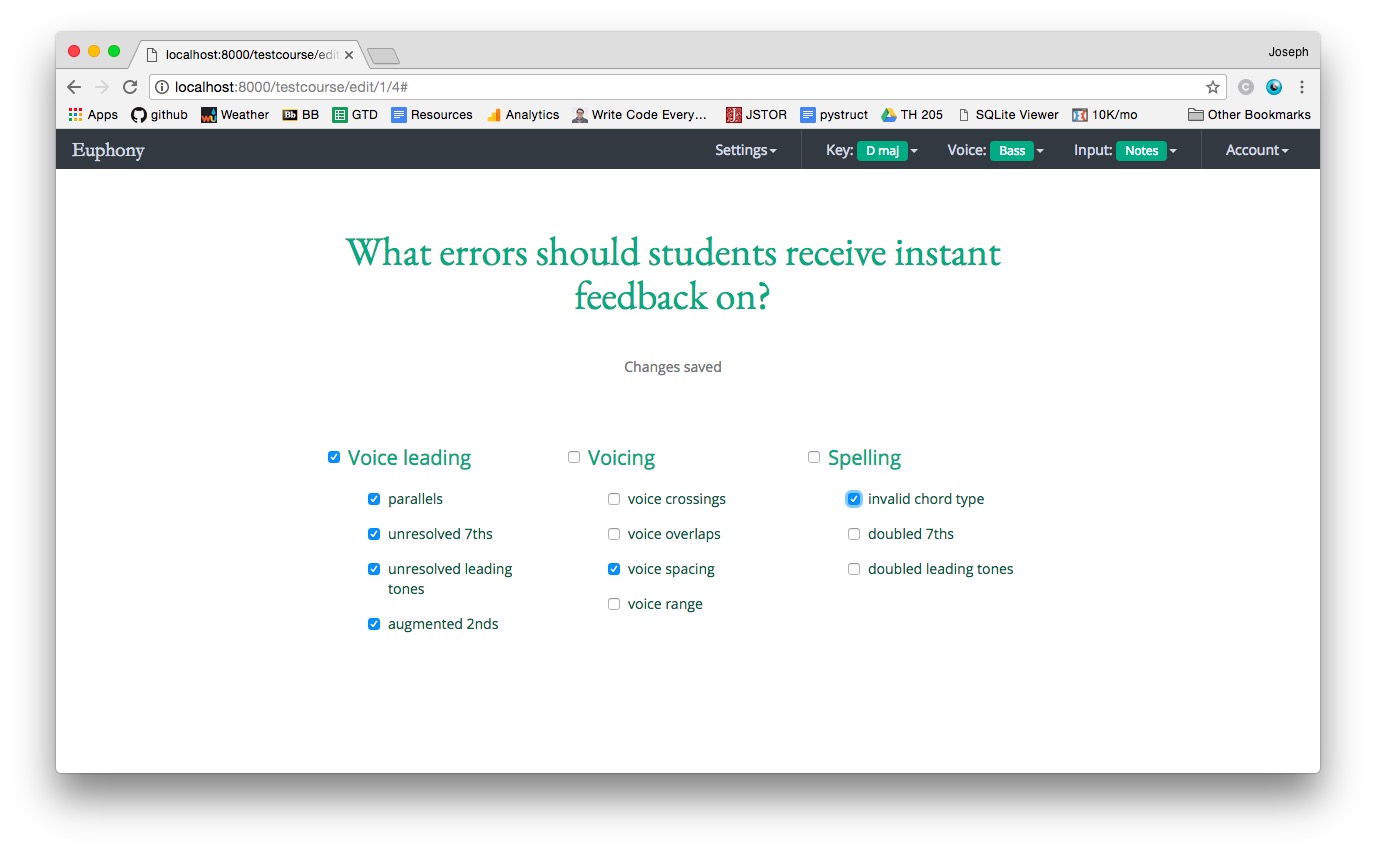 localhost:8000/testcourse/edit
Joseph
localhost:8000/testcourse/edit/1/4#
Apps github Weather BB GTD Resources Analytics Write Code Every... JSTOR pystruct TH 205 SQLite Viewer 10K/mo Other Bookmarks
Euphony Settings Key: D maj Voice: Bass Input: Notes Account
What errors should students receive instant
feedback on?
Changes saved
Voice leading
parallels
unresolved 7ths
unresolved leading
tones
augmented 2nds
Voicing
voice crossings
voice overlaps
voice spacing
voice range
Spelling
invalid chord type
doubled 7ths
doubled leading tones